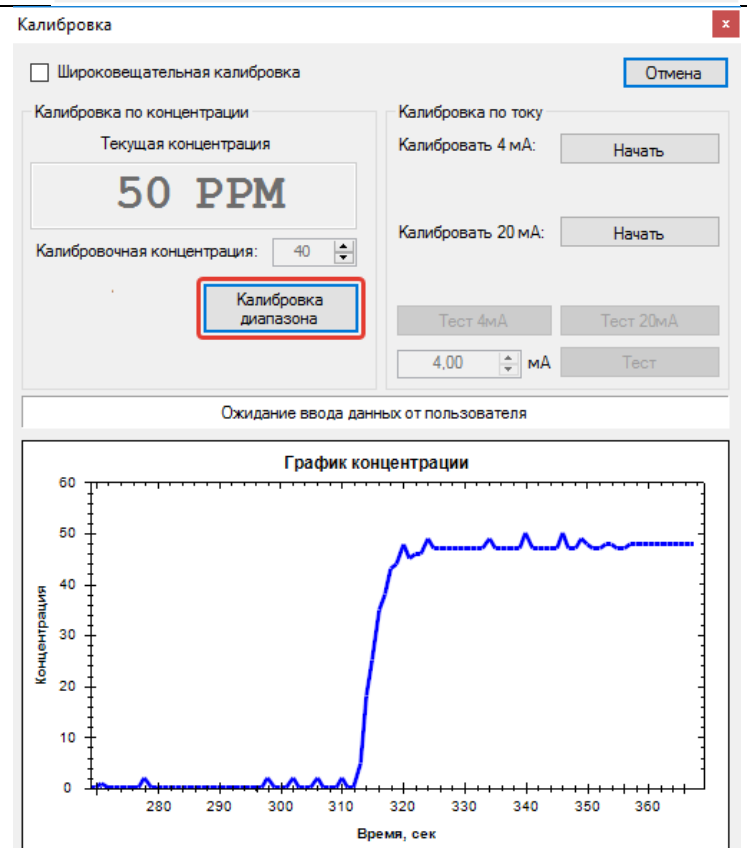 Калибровка
x
Широковещательная калибровка
Отмена
Калибровка по концентрации
Текущая концентрация
50 PPM
Калибровочная концентрация: 40
Калибровка
диапазона
Калибровка по току
Калибровать 4 мА: Начать
Калибровать 20 мА: Начать
Тест 4мА Тест 20мА
4,00 мА Тест
Ожидание ввода данных от пользователя
График концентрации
Концентрация
60
50
40
30
20
10
0
280 290 300 310 320 330 340 350 360
Время, сек